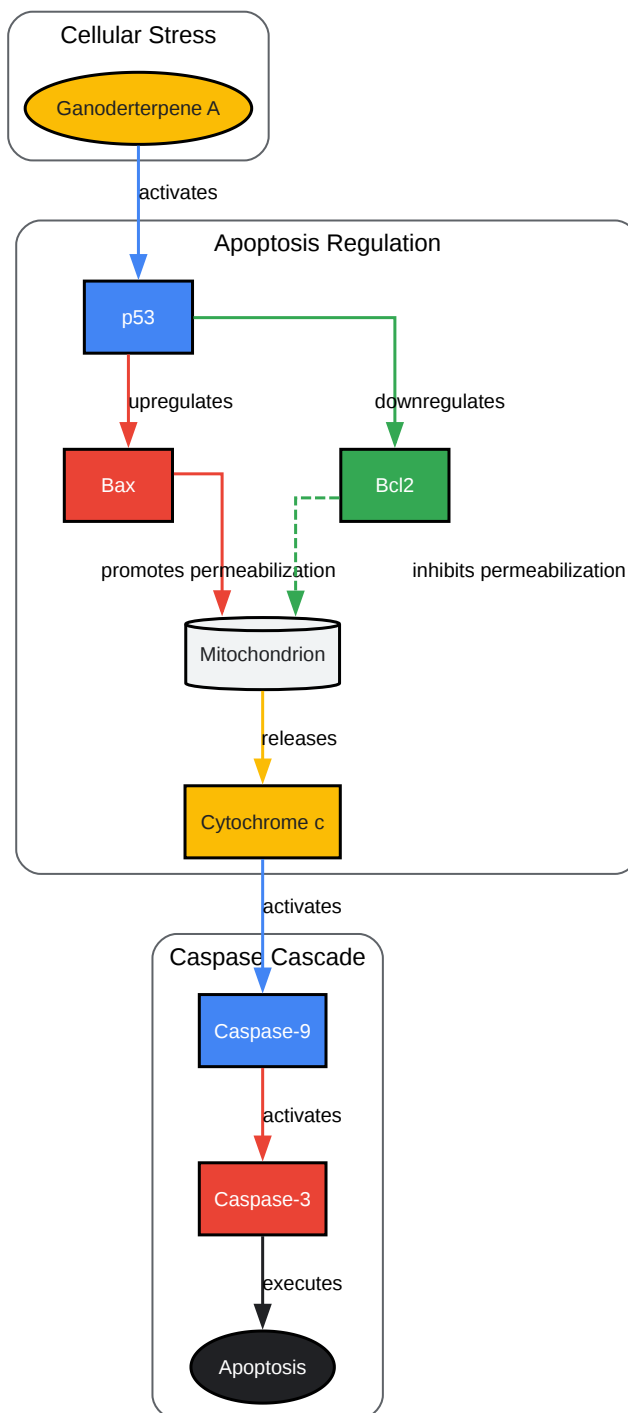 Cellular Stress
Ganoderterpene A
activates
Apoptosis Regulation
p53
upregulates
downregulates
Bax
Bcl2
promotes permeabilization
inhibits permeabilization
Mitochondrion
releases
Cytochrome c
activates
Caspase Cascade
Caspase-9
activates
Caspase-3
executes
Apoptosis